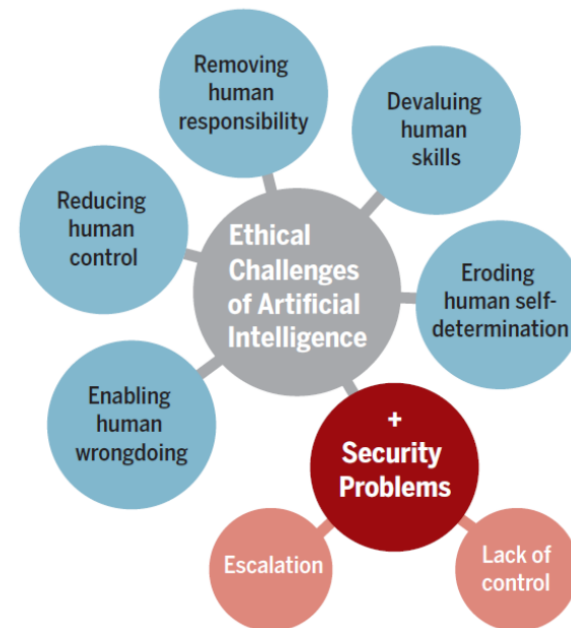 Removing
human
responsibility
Devaluing
human
skills
Reducing
human
control
Ethical
Challenges
of Artificial
Intelligence
Eroding
human self-
determination
Enabling
human
wrongdoing
+
Security
Problems
Escalation
Lack of
control